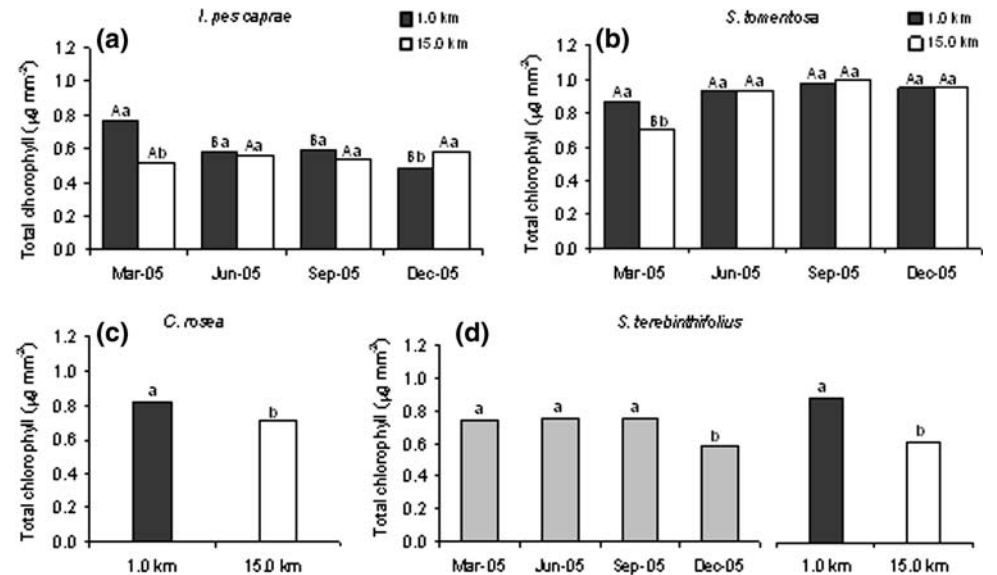 I. pes caprae
(a)
1.0 km
15.0 km
Total dhorophyll (µg mm⁻²)
1.2
1.0
0.8
0.6
0.4
0.2
0.0
Aa Ab Ba Aa Ba Aa Bb Aa
Mar-05 Jun-05 Sep-05 Dec-05
S. tomentosa
(b)
1.0 km
15.0 km
Total chlorophyll (µg mm⁻²)
1.2
1.0
0.8
0.6
0.4
0.2
0.0
Aa Bb Aa Aa Aa Aa Aa Aa
Mar-05 Jun-05 Sep-05 Dec-05
(c)
C. rosea
Total chlorophyll (µg mm⁻²)
1.2
1.0
0.8
0.6
0.4
0.2
0.0
a b
1.0 km 15.0 km
(d)
S. terebinthifolius
Total chlorophyll (µg mm⁻²)
1.2
1.0
0.8
0.6
0.4
0.2
0.0
a a a b a b
Mar-05 Jun-05 Sep-05 Dec-05 1.0 km 15.0 km